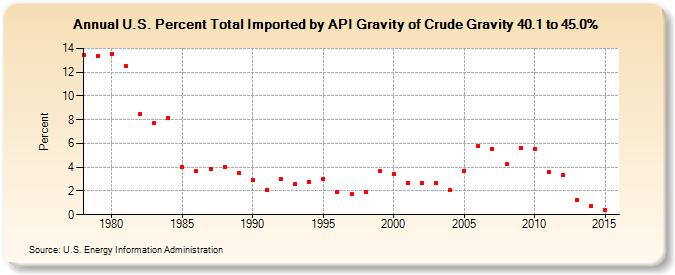 Annual U.S. Percent Total Imported by API Gravity of Crude Gravity 40.1 to 45.0%
Percent
14
12
10
8
6
4
2
0
1980 1985 1990 1995 2000 2005 2010 2015
Source: U.S. Energy Information Administration